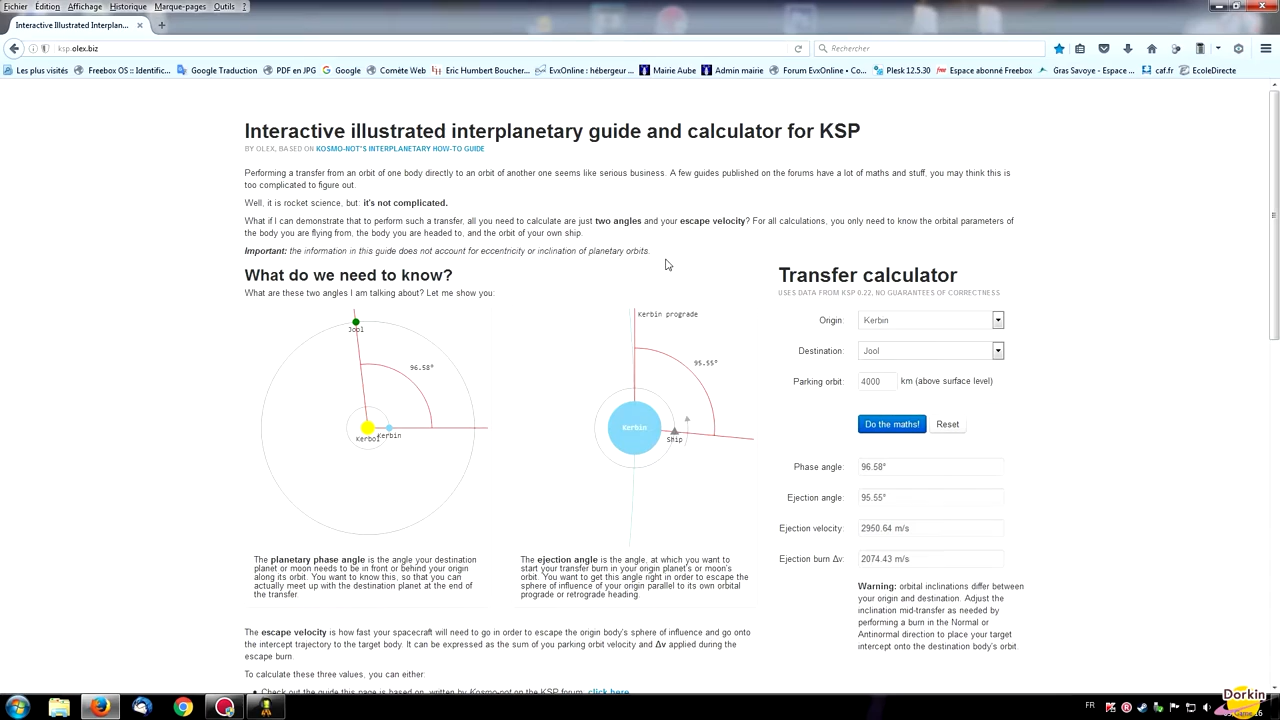 Fichier Édition Affichage Historique Marque-pages Outils ?
Interactive Illustrated Interplan...
ksp.olex.biz
Rechercher
Les plus visités Freebox OS :: Identific... Google Traduction PDF en JPG Google Comète Web Eric Humbert Boucher... EvxOnline : hébergeur ... Mairie Aube Admin mairie Forum EvxOnline • Co... Plesk 12.5.30 Espace abonné Freebox Gras Savoye - Espace ... caf.fr EcoleDirecte
Interactive illustrated interplanetary guide and calculator for KSP
BY OLEX, BASED ON KOSMO-NOT'S INTERPLANETARY HOW-TO GUIDE
Performing a transfer from an orbit of one body directly to an orbit of another one seems like serious business. A few guides published on the forums have a lot of maths and stuff, you may think this is
too complicated to figure out.
Well, it is rocket science, but: it's not complicated.
What if I can demonstrate that to perform such a transfer, all you need to calculate are just two angles and your escape velocity? For all calculations, you only need to know the orbital parameters of
the body you are flying from, the body you are headed to, and the orbit of your own ship.
Important: the information in this guide does not account for eccentricity or inclination of planetary orbits.
What do we need to know?
What are these two angles I am talking about? Let me show you:
Jool
96.58°
Kerbol
Kerbin
Kerbin prograde
95.55°
Kerbin
Ship
The planetary phase angle is the angle your destination
planet or moon needs to be in front or behind your origin
along its orbit. You want to know this, so that you can
actually meet up with the destination planet at the end of
the transfer.
The ejection angle is the angle, at which you want to
start your transfer burn in your origin planet's or moon's
orbit. You want to get this angle right in order to escape the
sphere of influence of your origin parallel to its own orbital
prograde or retrograde heading.
The escape velocity is how fast your spacecraft will need to go in order to escape the origin body's sphere of influence and go onto
the intercept trajectory to the target body. It can be expressed as the sum of you parking orbit velocity and Δv applied during the
escape burn.
To calculate these three values, you can either:
• Check out the guide this page is based on, written by Kosmo-not on the KSP forum, click here
Transfer calculator
USES DATA FROM KSP 0.22, NO GUARANTEES OF CORRECTNESS
Origin: Kerbin
Destination: Jool
Parking orbit: 4000 km (above surface level)
Do the maths! Reset
Phase angle: 96.58°
Ejection angle: 95.55°
Ejection velocity: 2950.64 m/s
Ejection burn Δv: 2074.43 m/s
Warning: orbital inclinations differ between
your origin and destination. Adjust the
inclination mid-transfer as needed by
performing a burn in the Normal or
Antinormal direction to place your target
intercept onto the destination body's orbit.
FR
Dorkin